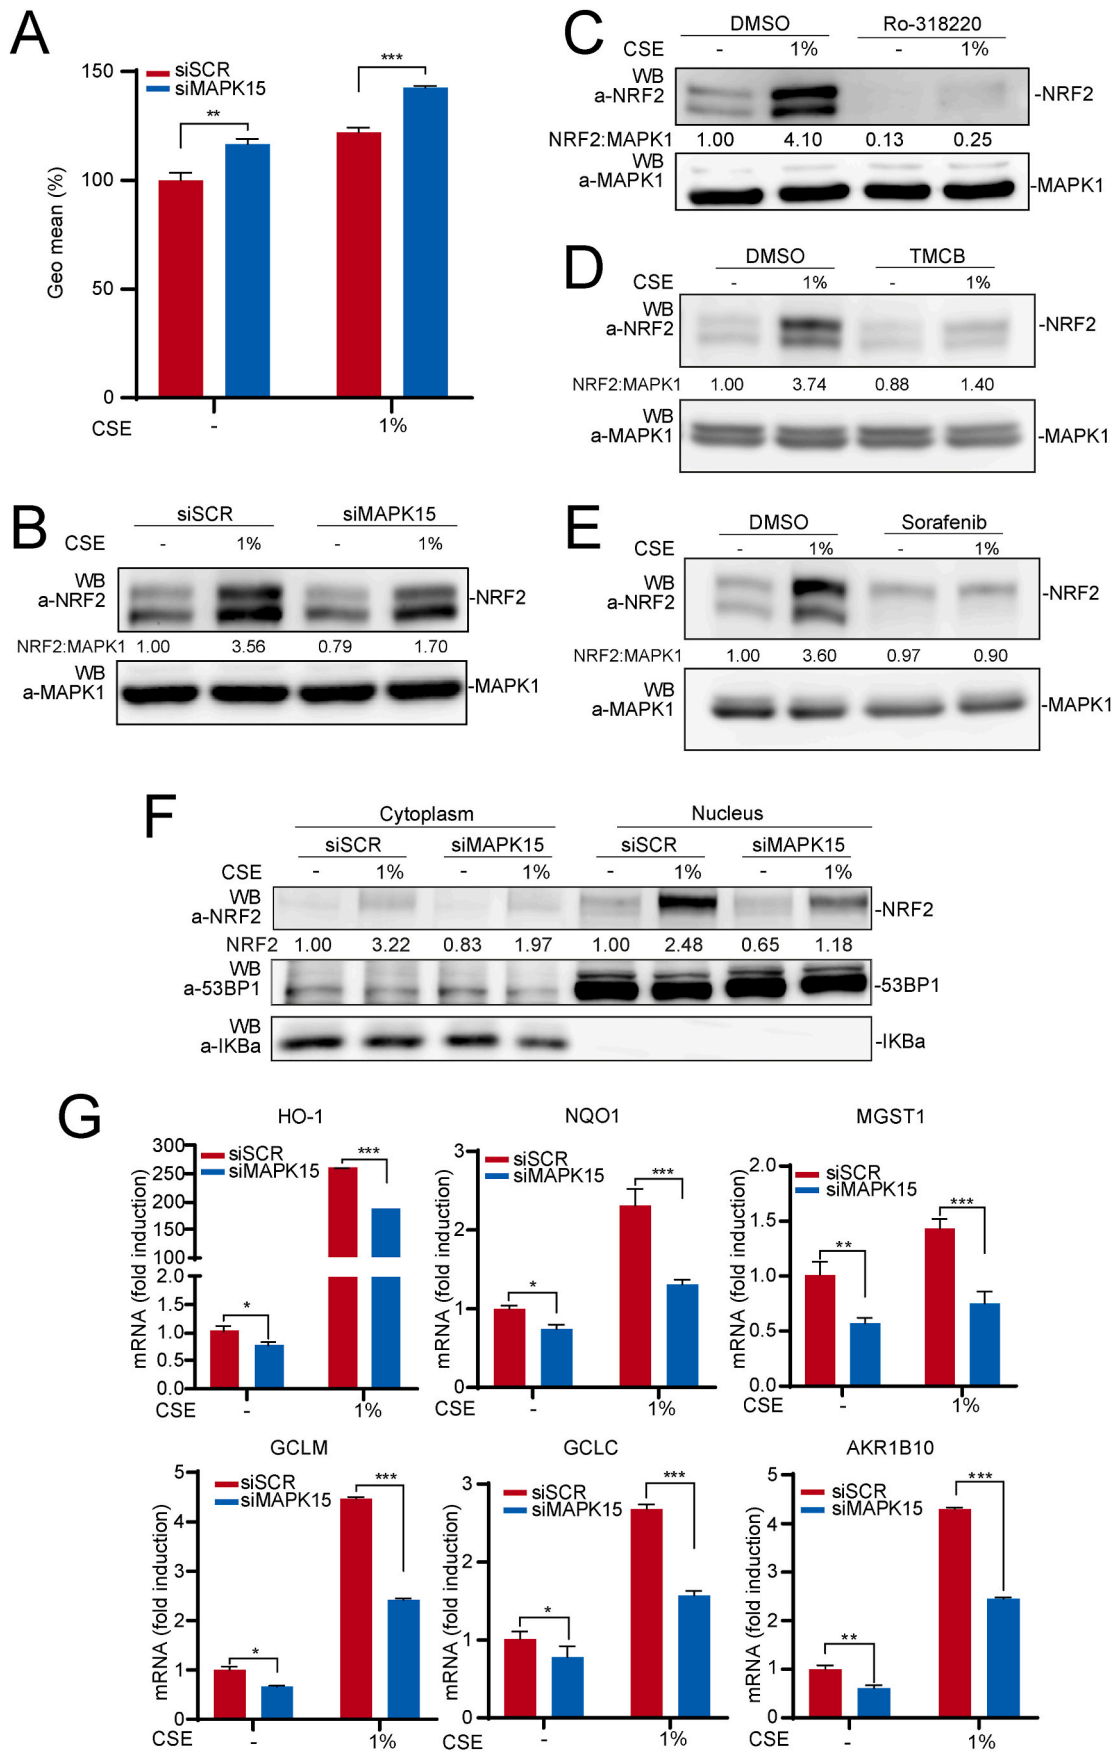 A
150
100
50
0
Geo mean (%)
siSCR
siMAPK15
**
***
CSE - 1%
B
siSCR siMAPK15
CSE - 1% - 1%
WB
a-NRF2
-NRF2
NRF2:MAPK1 1.00 3.56 0.79 1.70
WB
a-MAPK1
-MAPK1
C
DMSO Ro-318220
CSE - 1% - 1%
WB
a-NRF2
-NRF2
NRF2:MAPK1 1.00 4.10 0.13 0.25
WB
a-MAPK1
-MAPK1
D
DMSO TMCB
CSE - 1% - 1%
WB
a-NRF2
-NRF2
NRF2:MAPK1 1.00 3.74 0.88 1.40
WB
a-MAPK1
-MAPK1
E
DMSO Sorafenib
CSE - 1% - 1%
WB
a-NRF2
-NRF2
NRF2:MAPK1 1.00 3.60 0.97 0.90
WB
a-MAPK1
-MAPK1
F
Cytoplasm Nucleus
siSCR siMAPK15 siSCR siMAPK15
CSE - 1% - 1% - 1% - 1%
WB
a-NRF2
-NRF2
NRF2 1.00 3.22 0.83 1.97 1.00 2.48 0.65 1.18
WB
a-53BP1
-53BP1
WB
a-IKBa
-IKBa
G
HO-1
mRNA (fold induction)
300
250
200
150
100
2.0
1.5
1.0
0.5
0.0
siSCR
siMAPK15
*
***
CSE - 1%
NQO1
mRNA (fold induction)
3
2
1
0
siSCR
siMAPK15
*
***
CSE - 1%
MGST1
mRNA (fold induction)
2.0
1.5
1.0
0.5
0.0
siSCR
siMAPK15
**
***
CSE - 1%
GCLM
mRNA (fold induction)
5
4
3
2
1
0
siSCR
siMAPK15
*
***
CSE - 1%
GCLC
mRNA (fold induction)
3
2
1
0
siSCR
siMAPK15
*
***
CSE - 1%
AKR1B10
mRNA (fold induction)
5
4
3
2
1
0
siSCR
siMAPK15
**
***
CSE - 1%